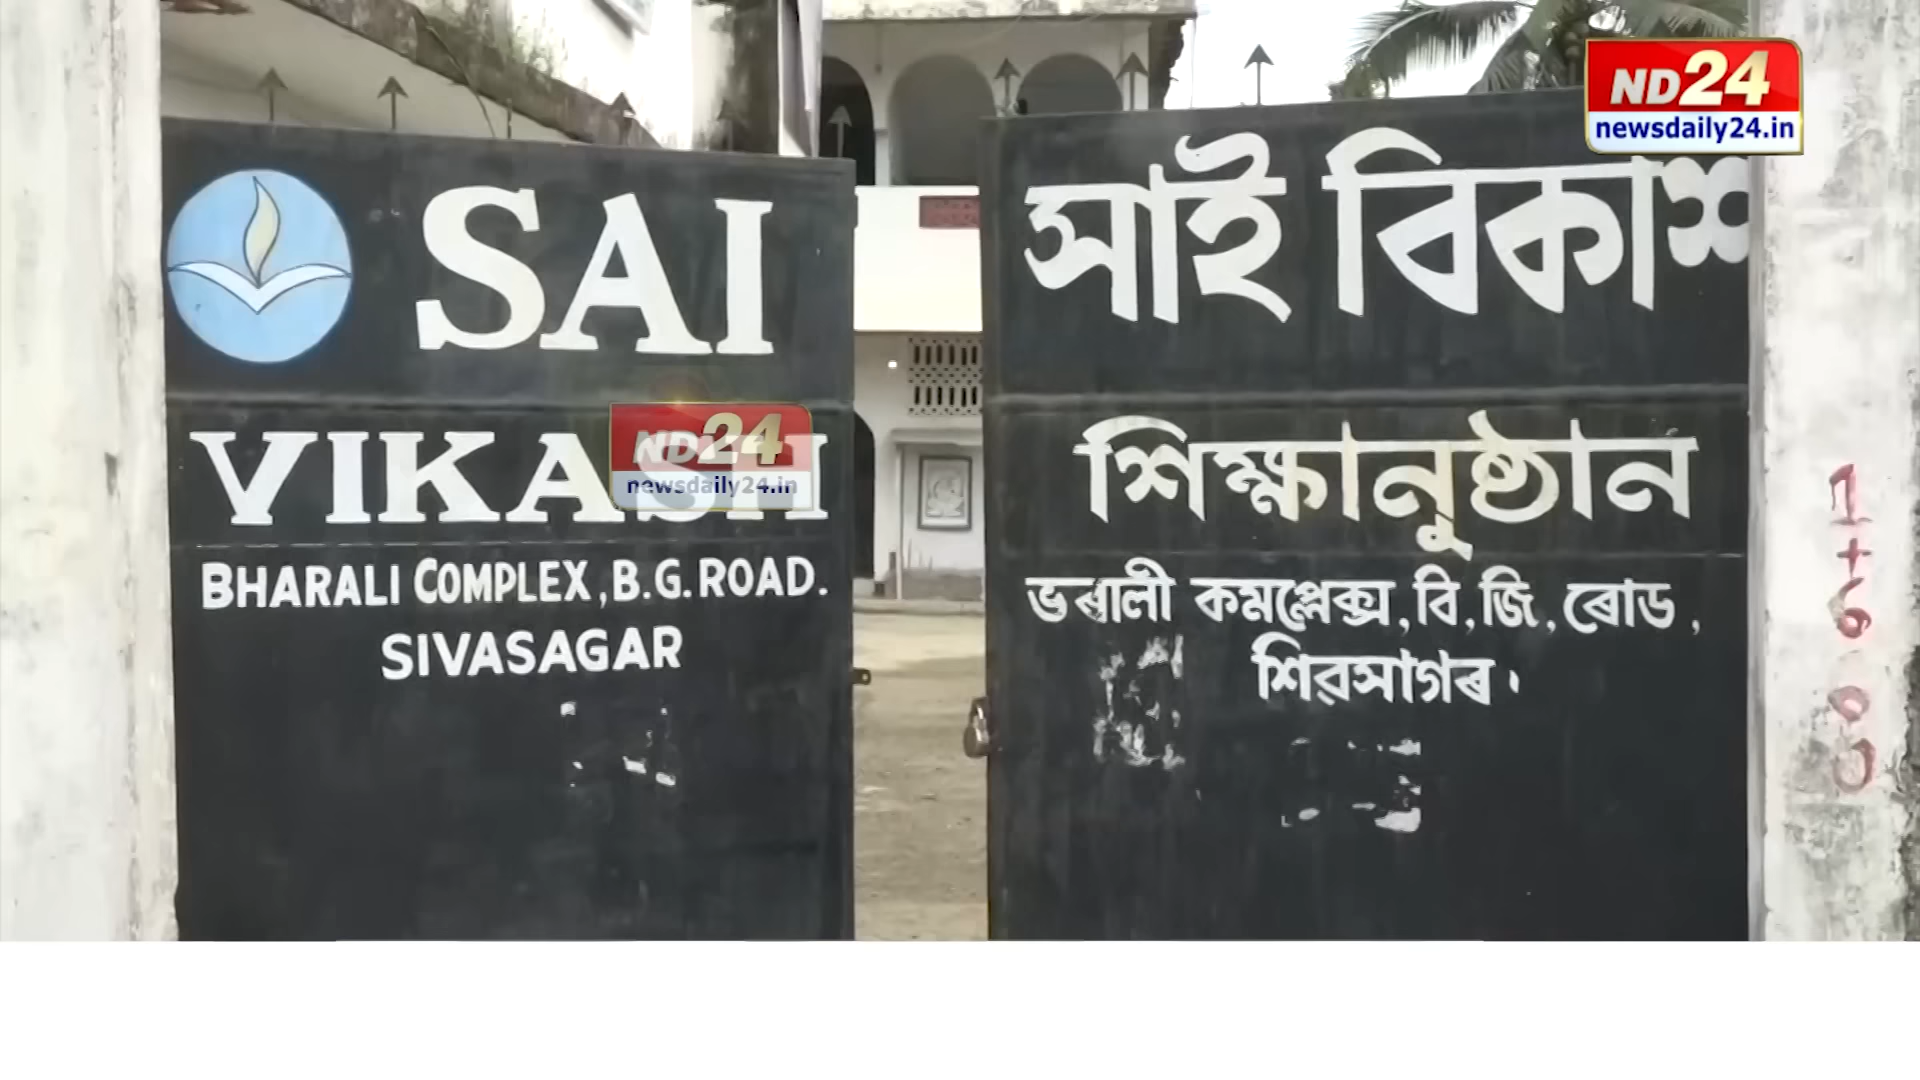 ND24
newsdaily24.in
SAI
VIKASH
ND24
newsdaily24.in
BHARALI COMPLEX, B.G. ROAD.
SIVASAGAR
সাই বিকাশ
শিক্ষানুষ্ঠান
ভৰালী কমপ্লেক্স, বি, জি, ৰোড,
শিৱসাগৰ।